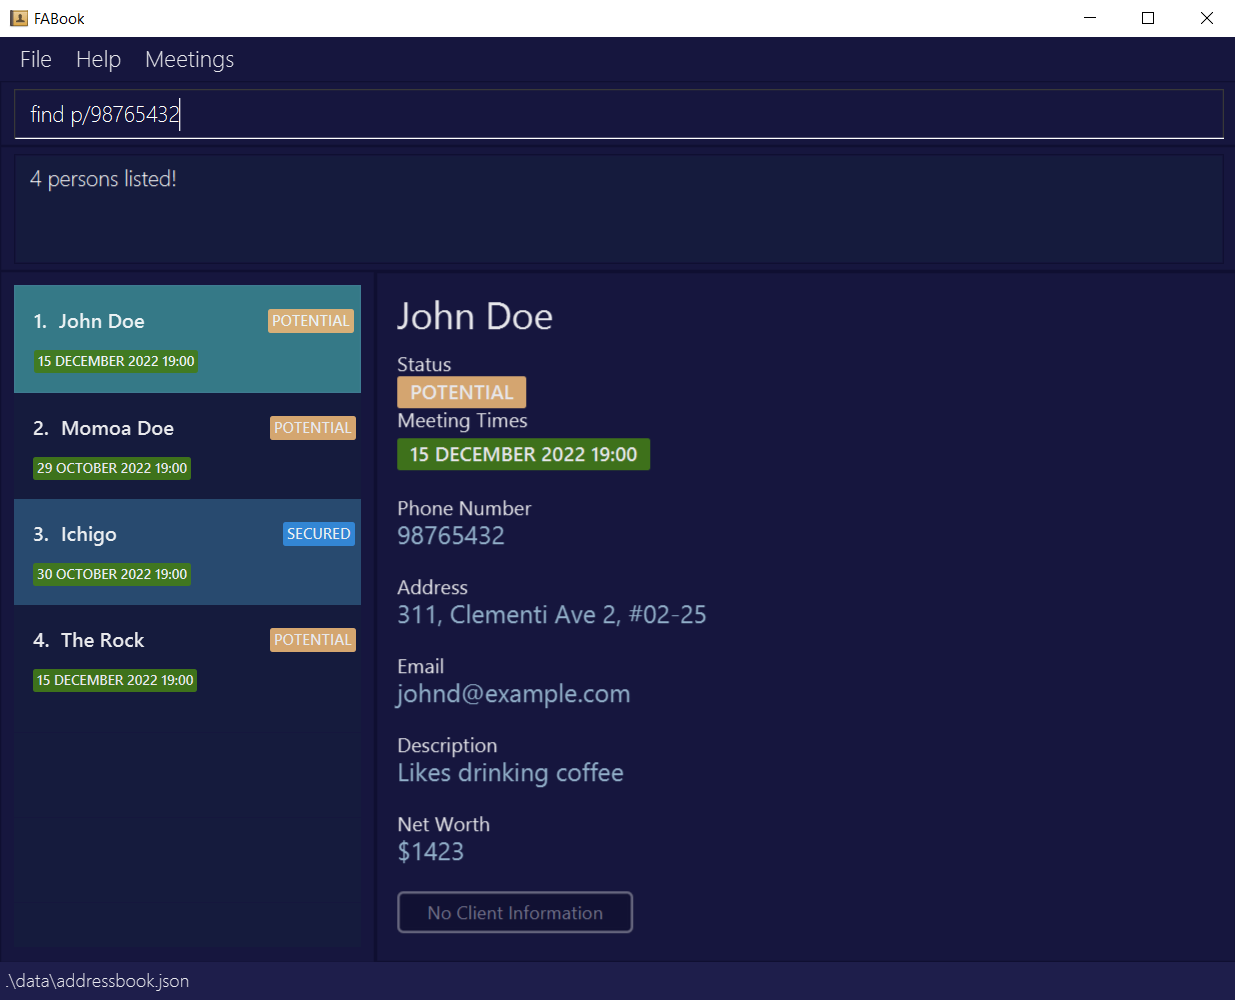 FABook
File Help Meetings
find p/98765432
4 persons listed!
1. John Doe POTENTIAL
15 DECEMBER 2022 19:00
2. Momoa Doe POTENTIAL
29 OCTOBER 2022 19:00
3. Ichigo SECURED
30 OCTOBER 2022 19:00
4. The Rock POTENTIAL
15 DECEMBER 2022 19:00
John Doe
Status
POTENTIAL
Meeting Times
15 DECEMBER 2022 19:00
Phone Number
98765432
Address
311, Clementi Ave 2, #02-25
Email
johnd@example.com
Description
Likes drinking coffee
Net Worth
$1423
No Client Information
.\data\addressbook.json